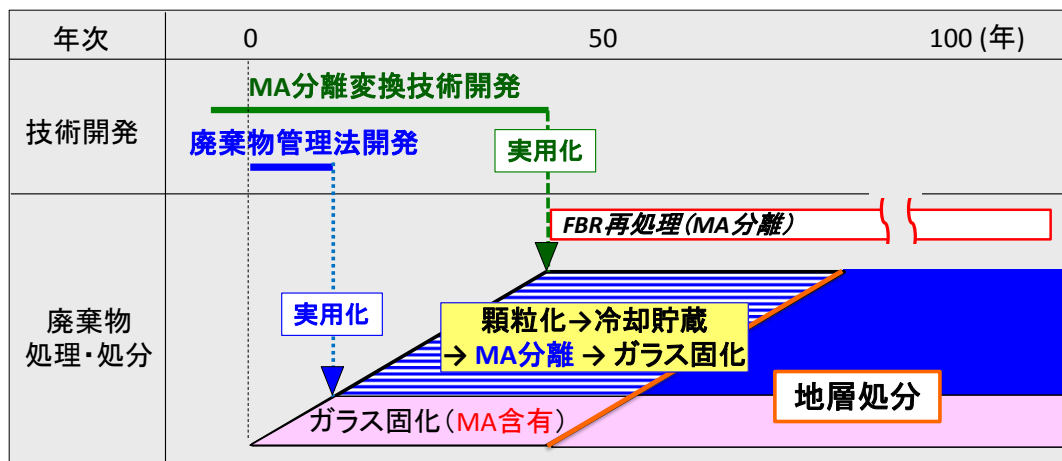 年次
0
50
100 (年)
技術開発
MA分離変換技術開発
廃棄物管理法開発
実用化
廃棄物
処理・処分
FBR再処理(MA分離)
実用化
顆粒化→冷却貯蔵
→ MA分離 → ガラス固化
地層処分
ガラス固化(MA含有)